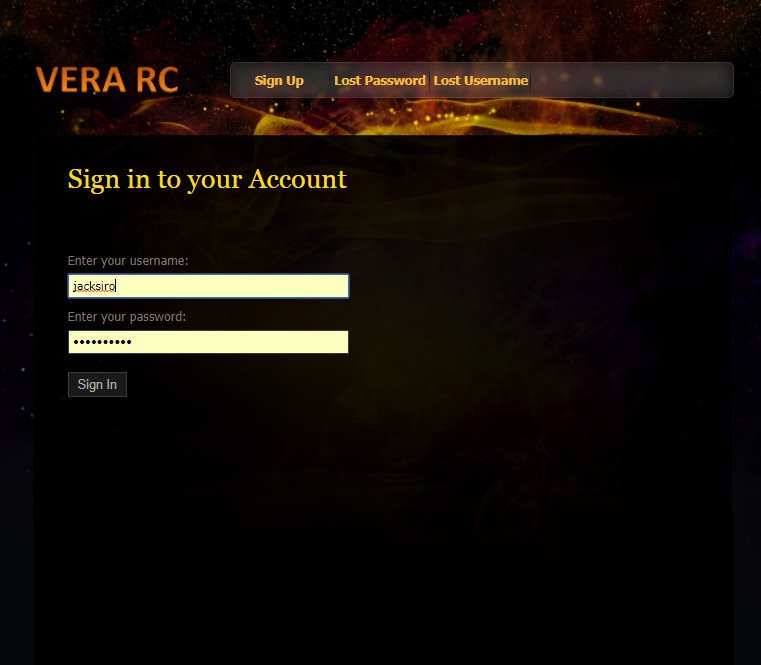 VERA RC
Sign Up Lost Password Lost Username
Sign in to your Account
Enter your username:
jacksiro
Enter your password:
••••••••••
Sign In